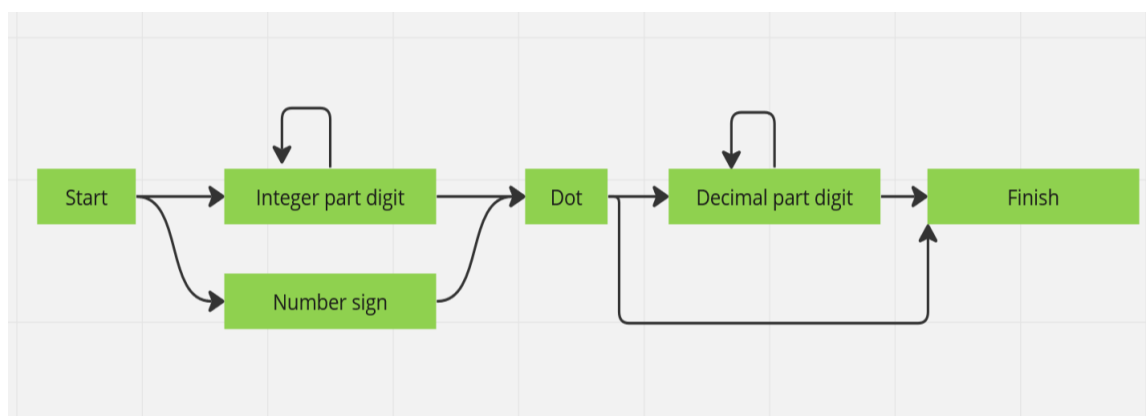 Start
Integer part digit
Dot
Decimal part digit
Finish
Number sign